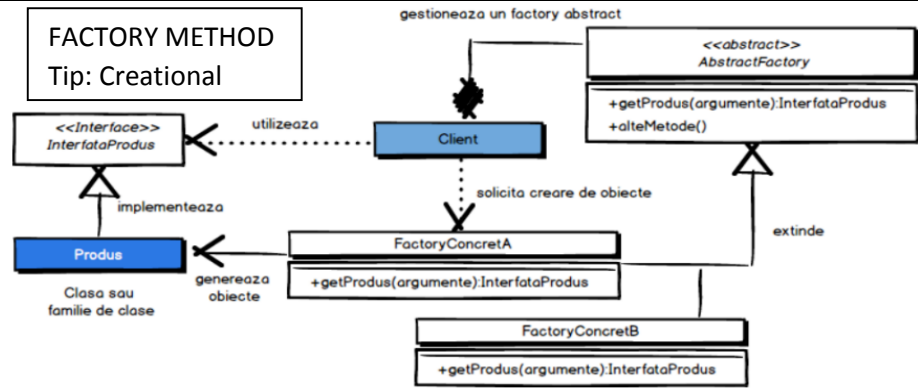 gestioneaza un factory abstract
FACTORY METHOD
Tip: Creational
<<abstract>>
AbstractFactory
+getProdus(argumente):InterfataProdus
+alteMetode()
<<Interface>>
InterfataProdus
utilizeaza
Client
solicita creare de obiecte
implementeaza
extinde
Produs
FactoryConcretA
genereaza
obiecte
+getProdus(argumente):InterfataProdus
Clasa sau
familie de clase
FactoryConcretB
+getProdus(argumente):InterfataProdus